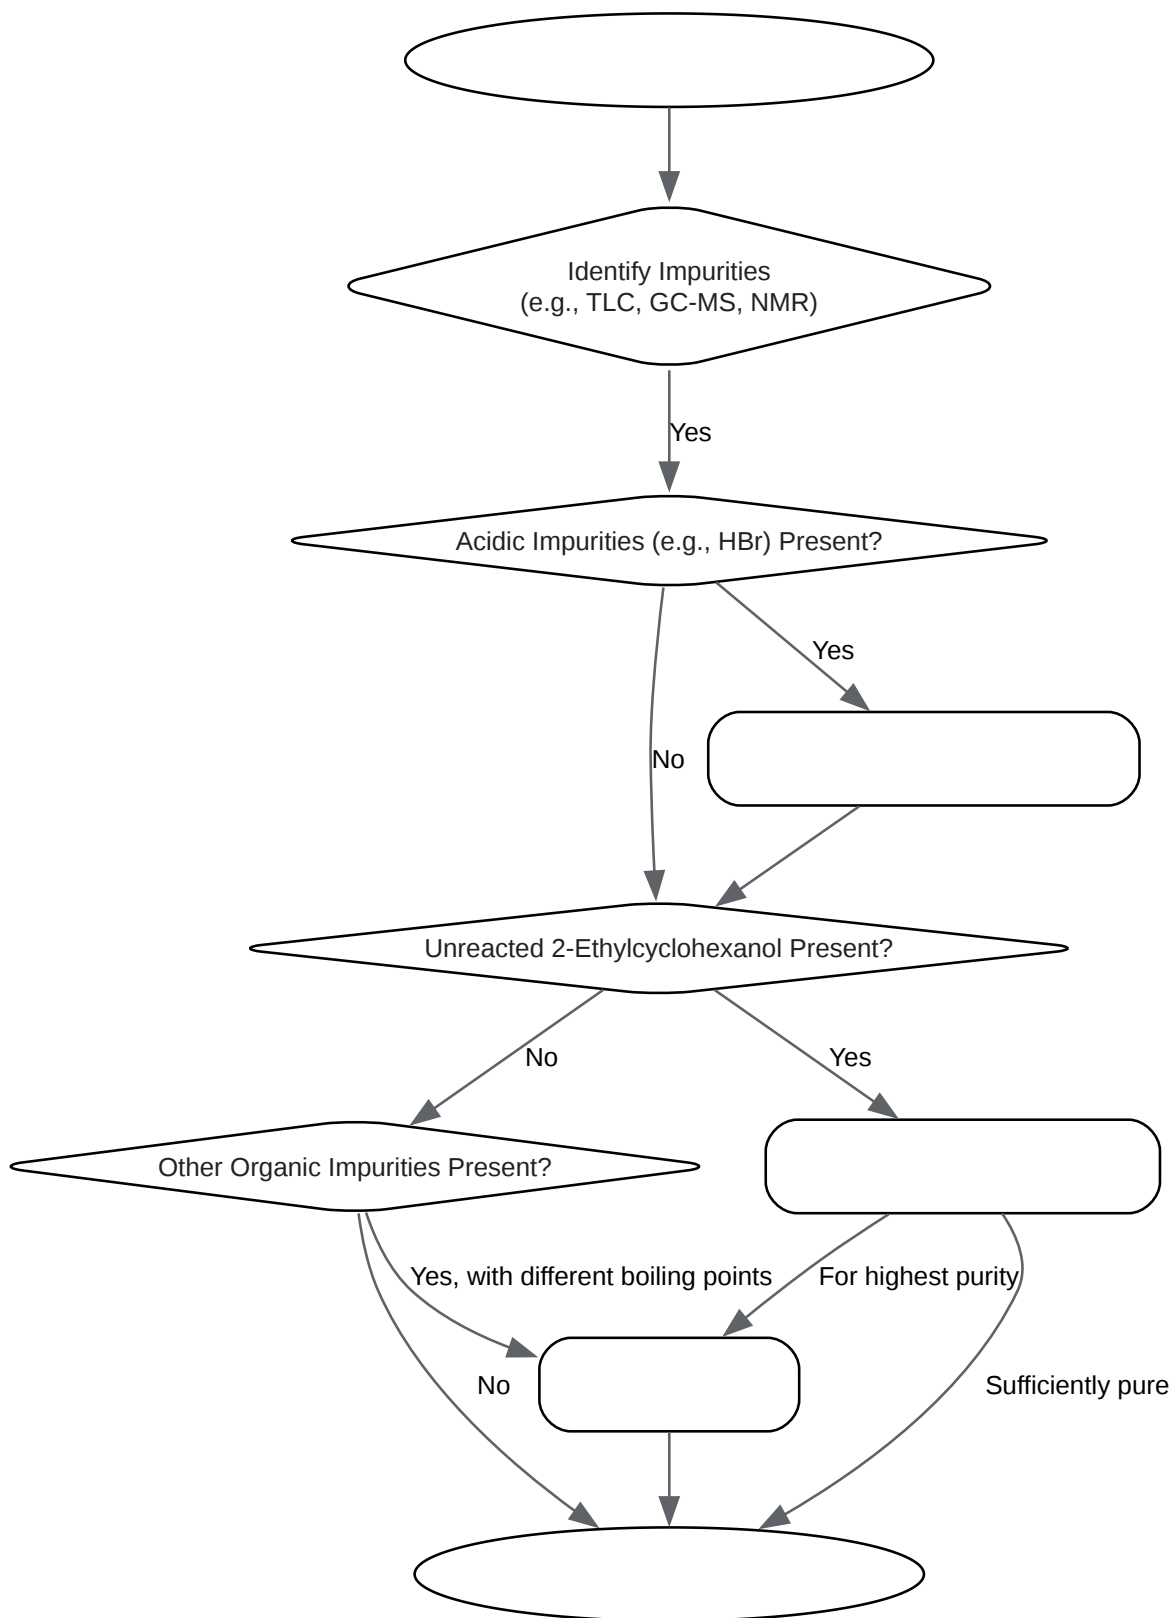 Identify Impurities
(e.g., TLC, GC-MS, NMR)
Yes
Acidic Impurities (e.g., HBr) Present?
Yes
No
Unreacted 2-Ethylcyclohexanol Present?
No
Yes
Other Organic Impurities Present?
Yes, with different boiling points
For highest purity
No
Sufficiently pure